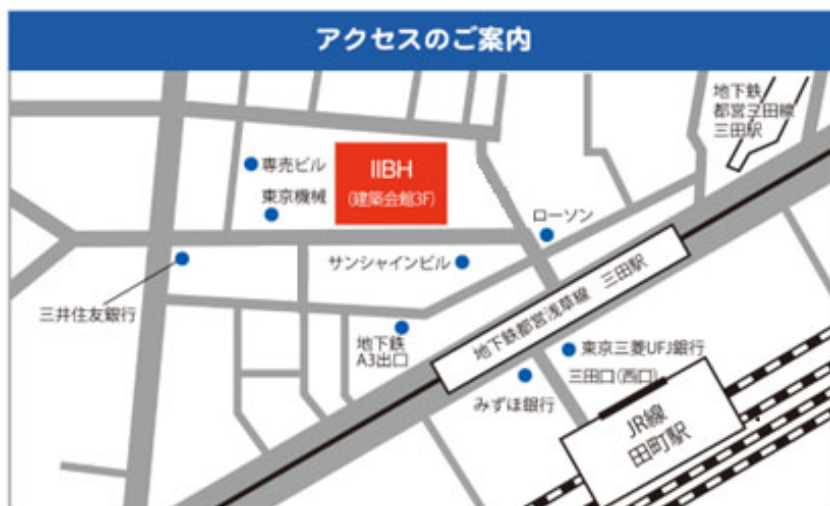 アクセスのご案内
地下鉄
都営三田線
三田駅
専売ビル
IIBH
(建築会館3F)
東京機械
ローソン
サンシャインビル
三井住友銀行
地下鉄都営浅草線 三田駅
地下鉄
A3出口
東京三菱UFJ銀行
三田口(西口)
みずほ銀行
JR線
田町駅